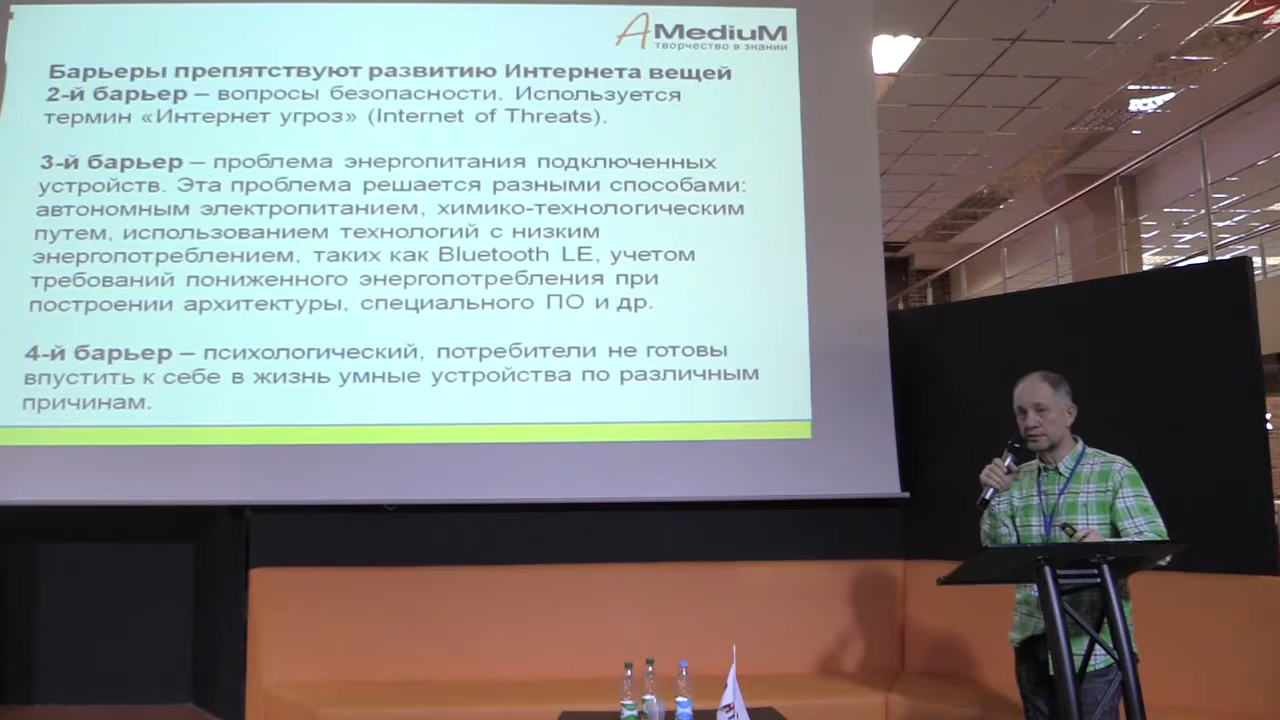 AMediuM
творчество в знании
Барьеры препятствуют развитию Интернета вещей
2-й барьер – вопросы безопасности. Используется
термин «Интернет угроз» (Internet of Threats).
3-й барьер – проблема энергопитания подключенных
устройств. Эта проблема решается разными способами:
автономным электропитанием, химико-технологическим
путем, использованием технологий с низким
энергопотреблением, таких как Bluetooth LE, учетом
требований пониженного энергопотребления при
построении архитектуры, специального ПО и др.
4-й барьер – психологический, потребители не готовы
впустить к себе в жизнь умные устройства по различным
причинам.